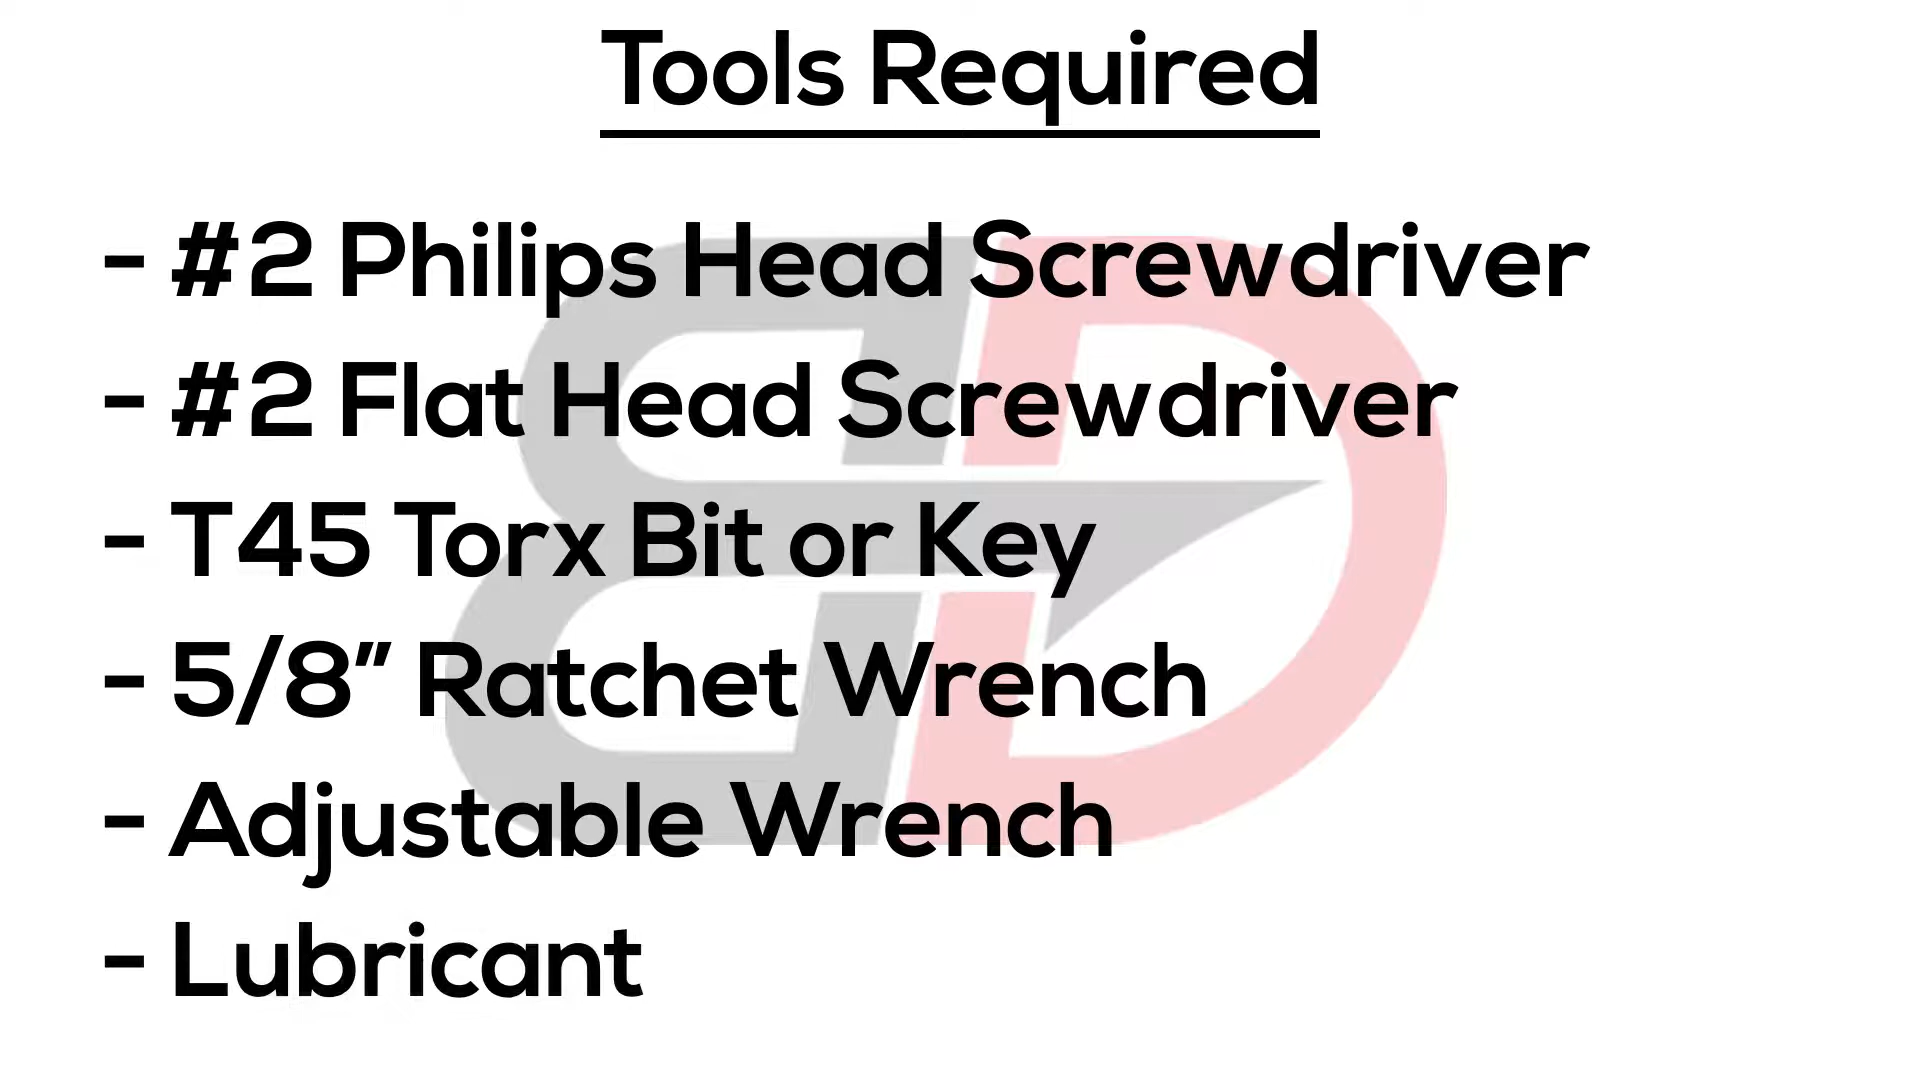 Tools Required
- #2 Philips Head Screwdriver
- #2 Flat Head Screwdriver
- T45 Torx Bit or Key
- 5/8” Ratchet Wrench
- Adjustable Wrench
- Lubricant